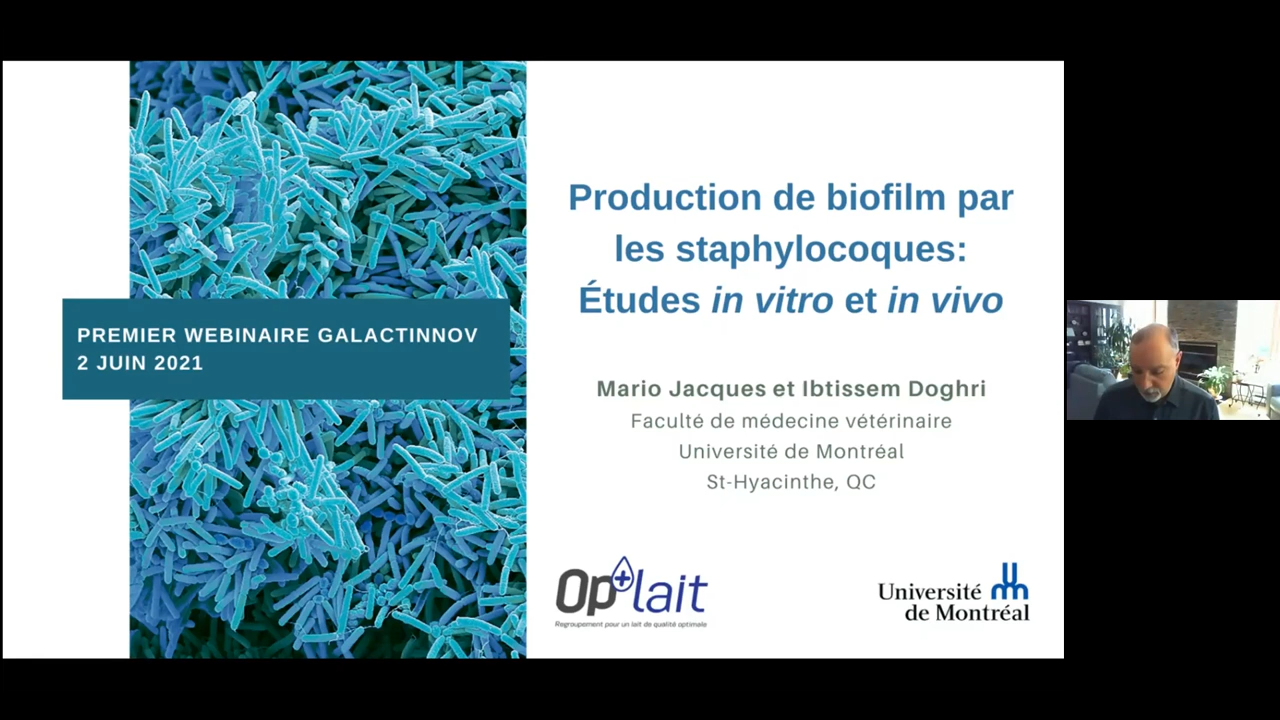 PREMIER WEBINAIRE GALACTINNOV
2 JUIN 2021
Production de biofilm par
les staphylocoques:
Études in vitro et in vivo
Mario Jacques et Ibtissem Doghri
Faculté de médecine vétérinaire
Université de Montréal
St-Hyacinthe, QC
Op+lait
Regroupement pour un lait de qualité optimale
Université
de Montréal